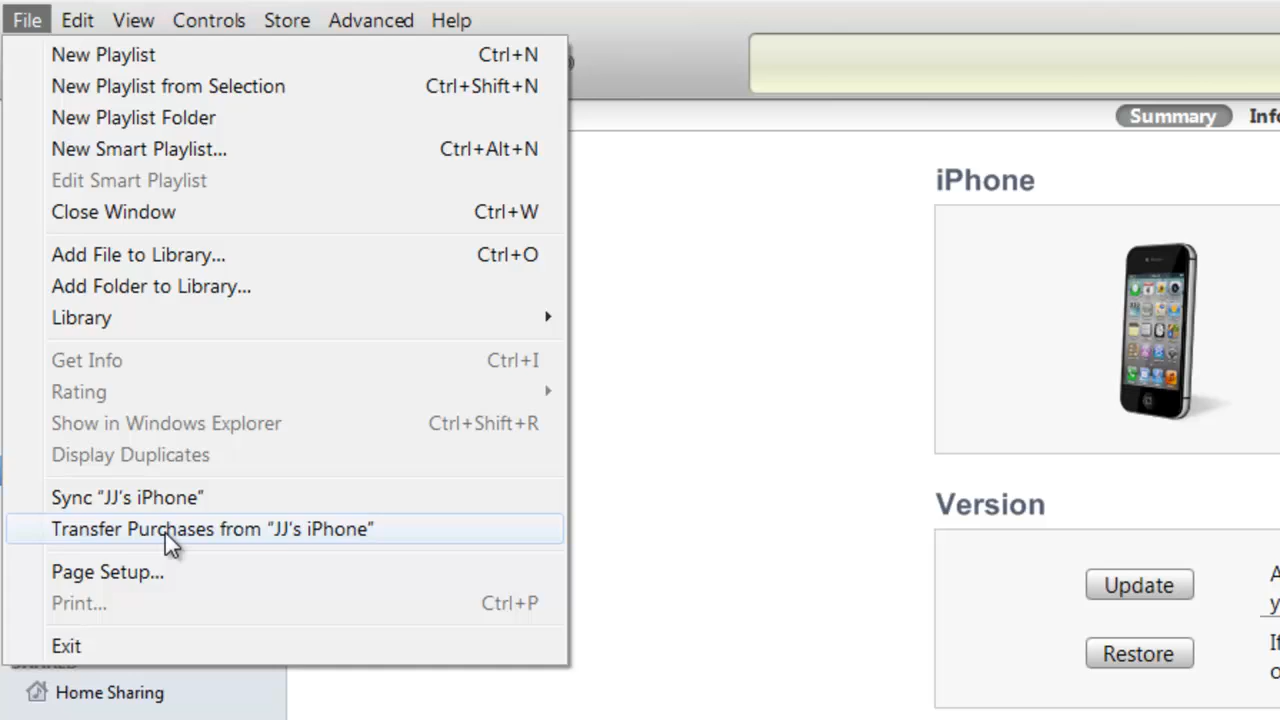 File Edit View Controls Store Advanced Help
New Playlist Ctrl+N
New Playlist from Selection Ctrl+Shift+N
New Playlist Folder
New Smart Playlist... Ctrl+Alt+N
Edit Smart Playlist
Close Window Ctrl+W
Add File to Library... Ctrl+O
Add Folder to Library...
Library
Get Info Ctrl+I
Rating
Show in Windows Explorer Ctrl+Shift+R
Display Duplicates
Sync “JJ's iPhone”
Transfer Purchases from “JJ's iPhone”
Page Setup...
Print... Ctrl+P
Exit
Home Sharing
Summary
iPhone
Version
Update
Restore